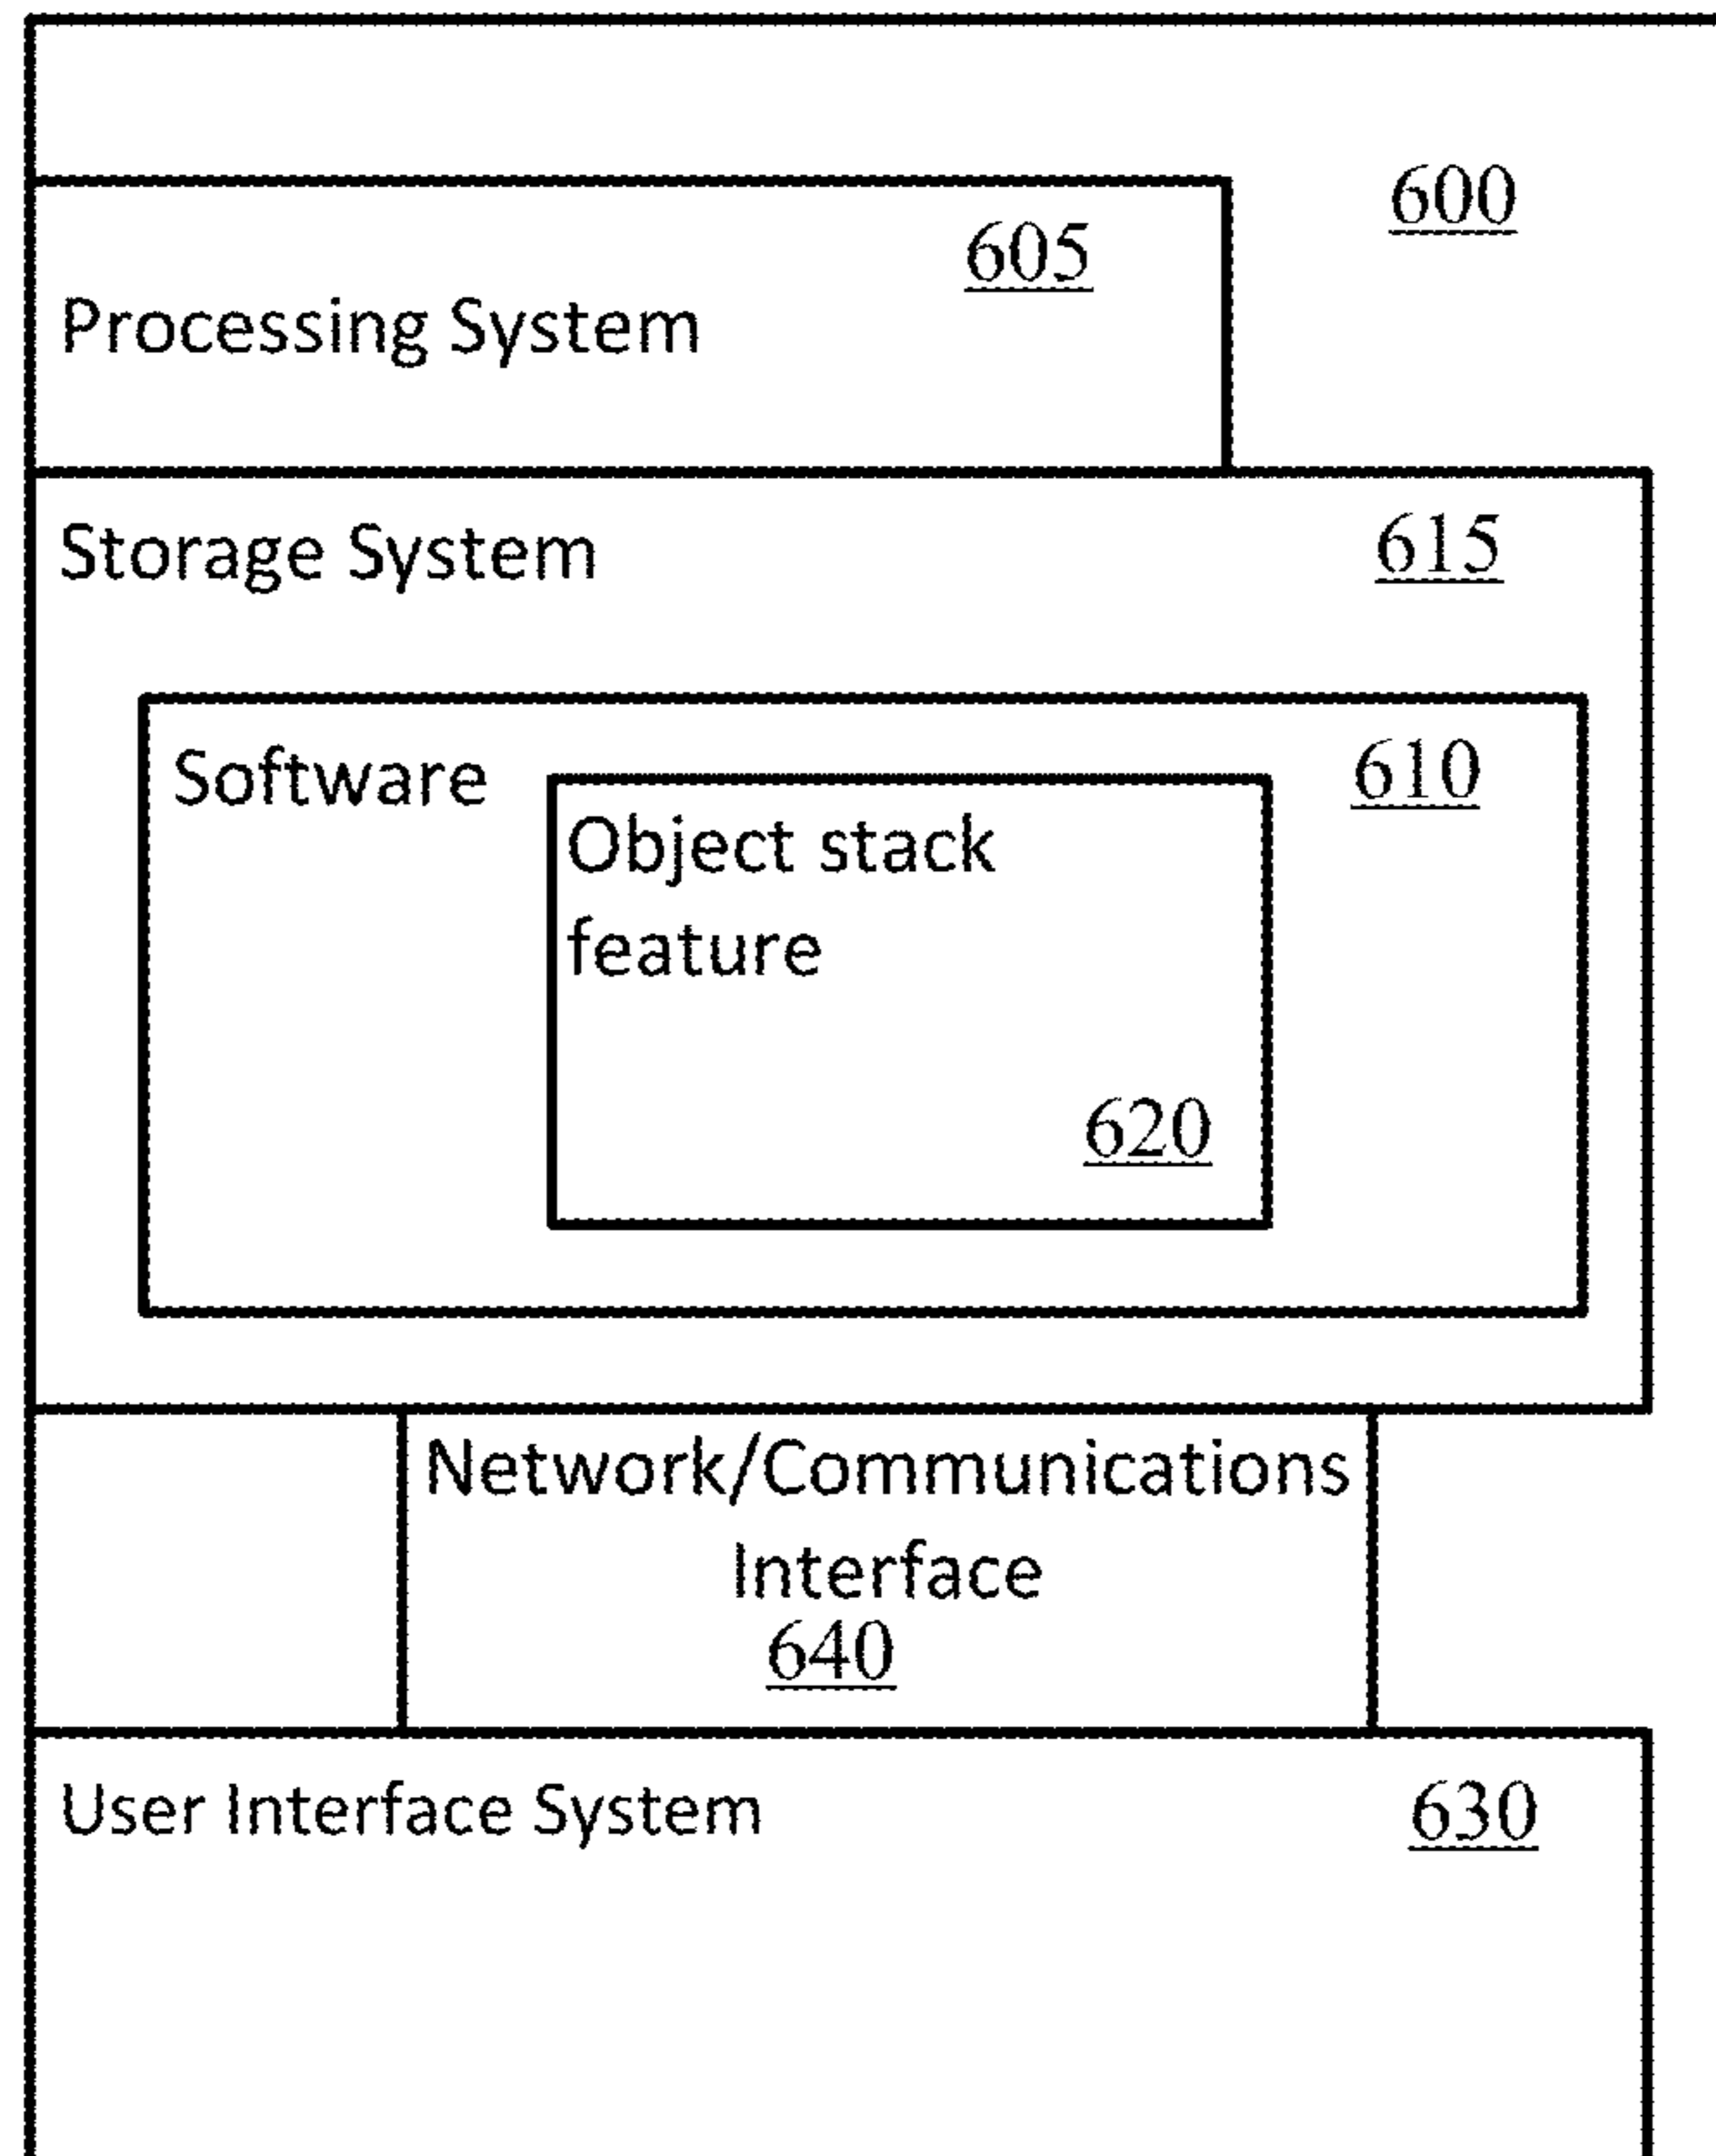 600
605
Processing System
Storage System 615
Software 610
Object stack
feature
620
Network/Communications
Interface
640
User Interface System 630